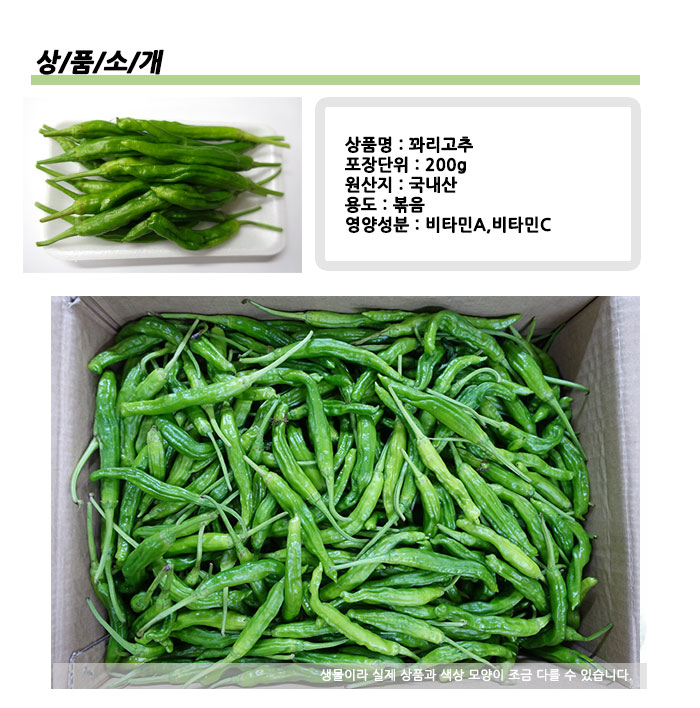 상/품/소/개
상품명 : 꽈리고추
포장단위 : 200g
원산지 : 국내산
용도 : 볶음
영양성분 : 비타민A,비타민C
생물이라 실제 상품과 색상 모양이 조금 다를 수 있습니다.